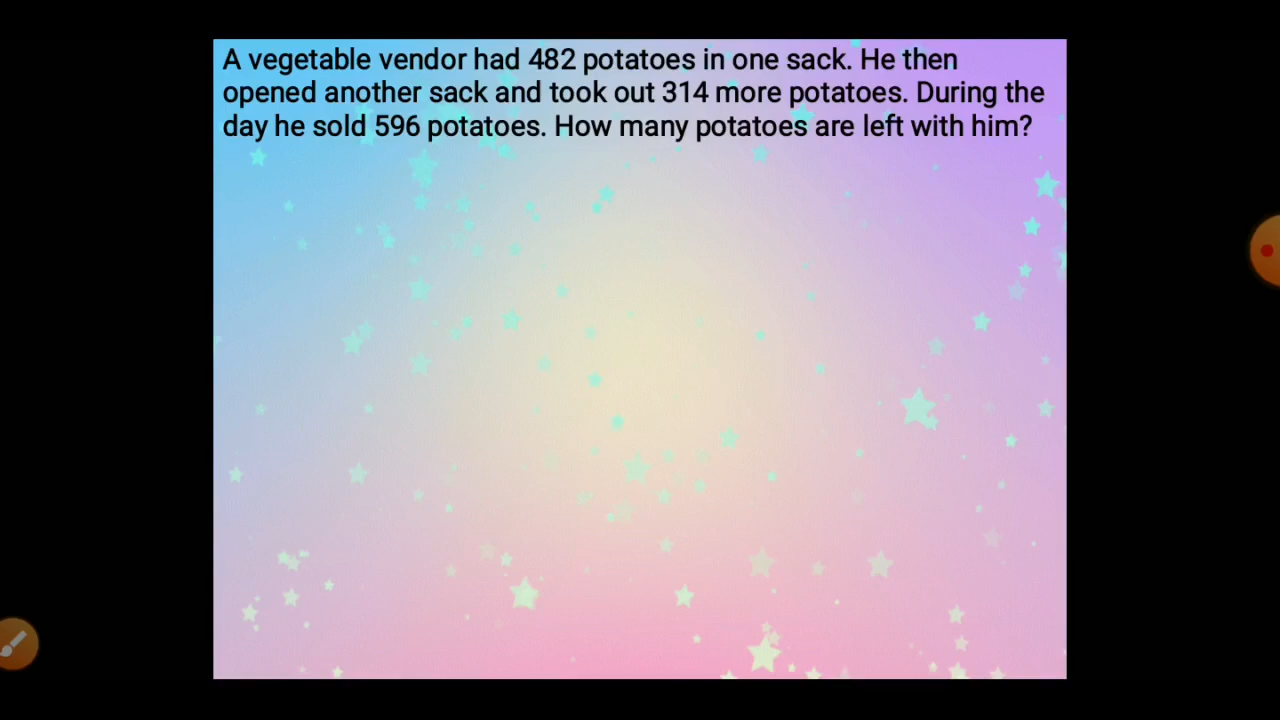 A vegetable vendor had 482 potatoes in one sack. He then
opened another sack and took out 314 more potatoes. During the
day he sold 596 potatoes. How many potatoes are left with him?